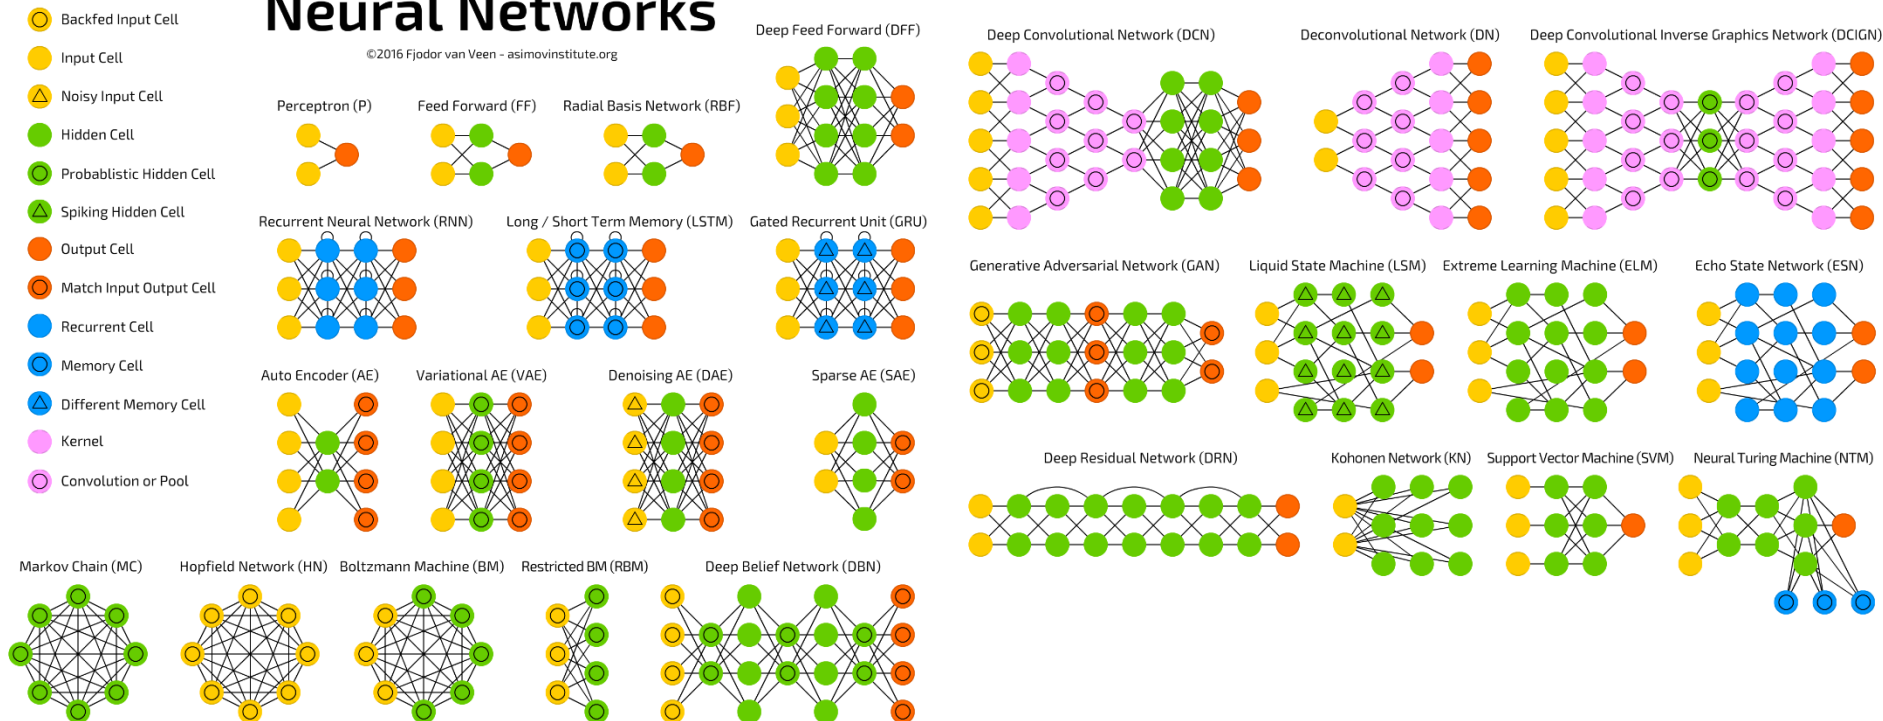 Neural Networks
©2016 Fjodor van Veen - asimovinstitute.org
Backfed Input Cell
Input Cell
Noisy Input Cell
Hidden Cell
Probablistic Hidden Cell
Spiking Hidden Cell
Output Cell
Match Input Output Cell
Recurrent Cell
Memory Cell
Different Memory Cell
Kernel
Convolution or Pool
Perceptron (P)
Feed Forward (FF)
Radial Basis Network (RBF)
Deep Feed Forward (DFF)
Recurrent Neural Network (RNN)
Long / Short Term Memory (LSTM)
Gated Recurrent Unit (GRU)
Auto Encoder (AE)
Variational AE (VAE)
Denoising AE (DAE)
Sparse AE (SAE)
Markov Chain (MC)
Hopfield Network (HN)
Boltzmann Machine (BM)
Restricted BM (RBM)
Deep Belief Network (DBN)
Deep Convolutional Network (DCN)
Deconvolutional Network (DN)
Deep Convolutional Inverse Graphics Network (DCIGN)
Generative Adversarial Network (GAN)
Liquid State Machine (LSM)
Extreme Learning Machine (ELM)
Echo State Network (ESN)
Deep Residual Network (DRN)
Kohonen Network (KN)
Support Vector Machine (SVM)
Neural Turing Machine (NTM)